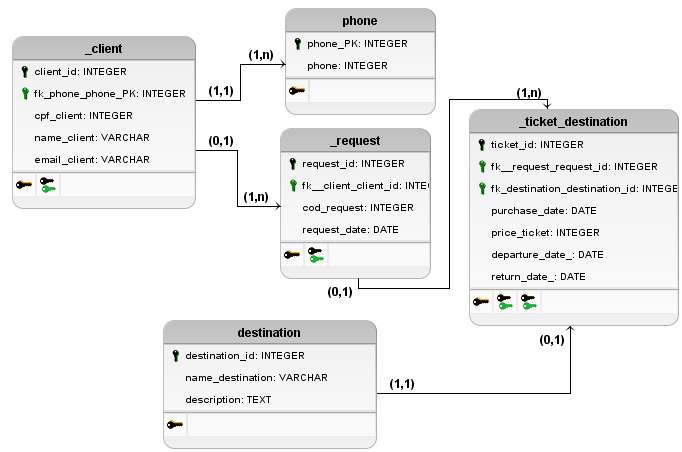 phone
phone_PK: INTEGER
phone: INTEGER
_client
client_id: INTEGER
fk_phone_phone_PK: INTEGER
cpf_client: INTEGER
name_client: VARCHAR
email_client: VARCHAR
(1,1)
(1,n)
(0,1)
(1,n)
_request
request_id: INTEGER
fk__client_client_id: INTE
cod_request: INTEGER
request_date: DATE
(0,1)
(1,n)
_ticket_destination
ticket_id: INTEGER
fk__request_request_id: INTEGER
fk_destination_destination_id: INTEGE
purchase_date: DATE
price_ticket: INTEGER
departure_date_: DATE
return_date_: DATE
(0,1)
destination
destination_id: INTEGER
name_destination: VARCHAR
description: TEXT
(1,1)